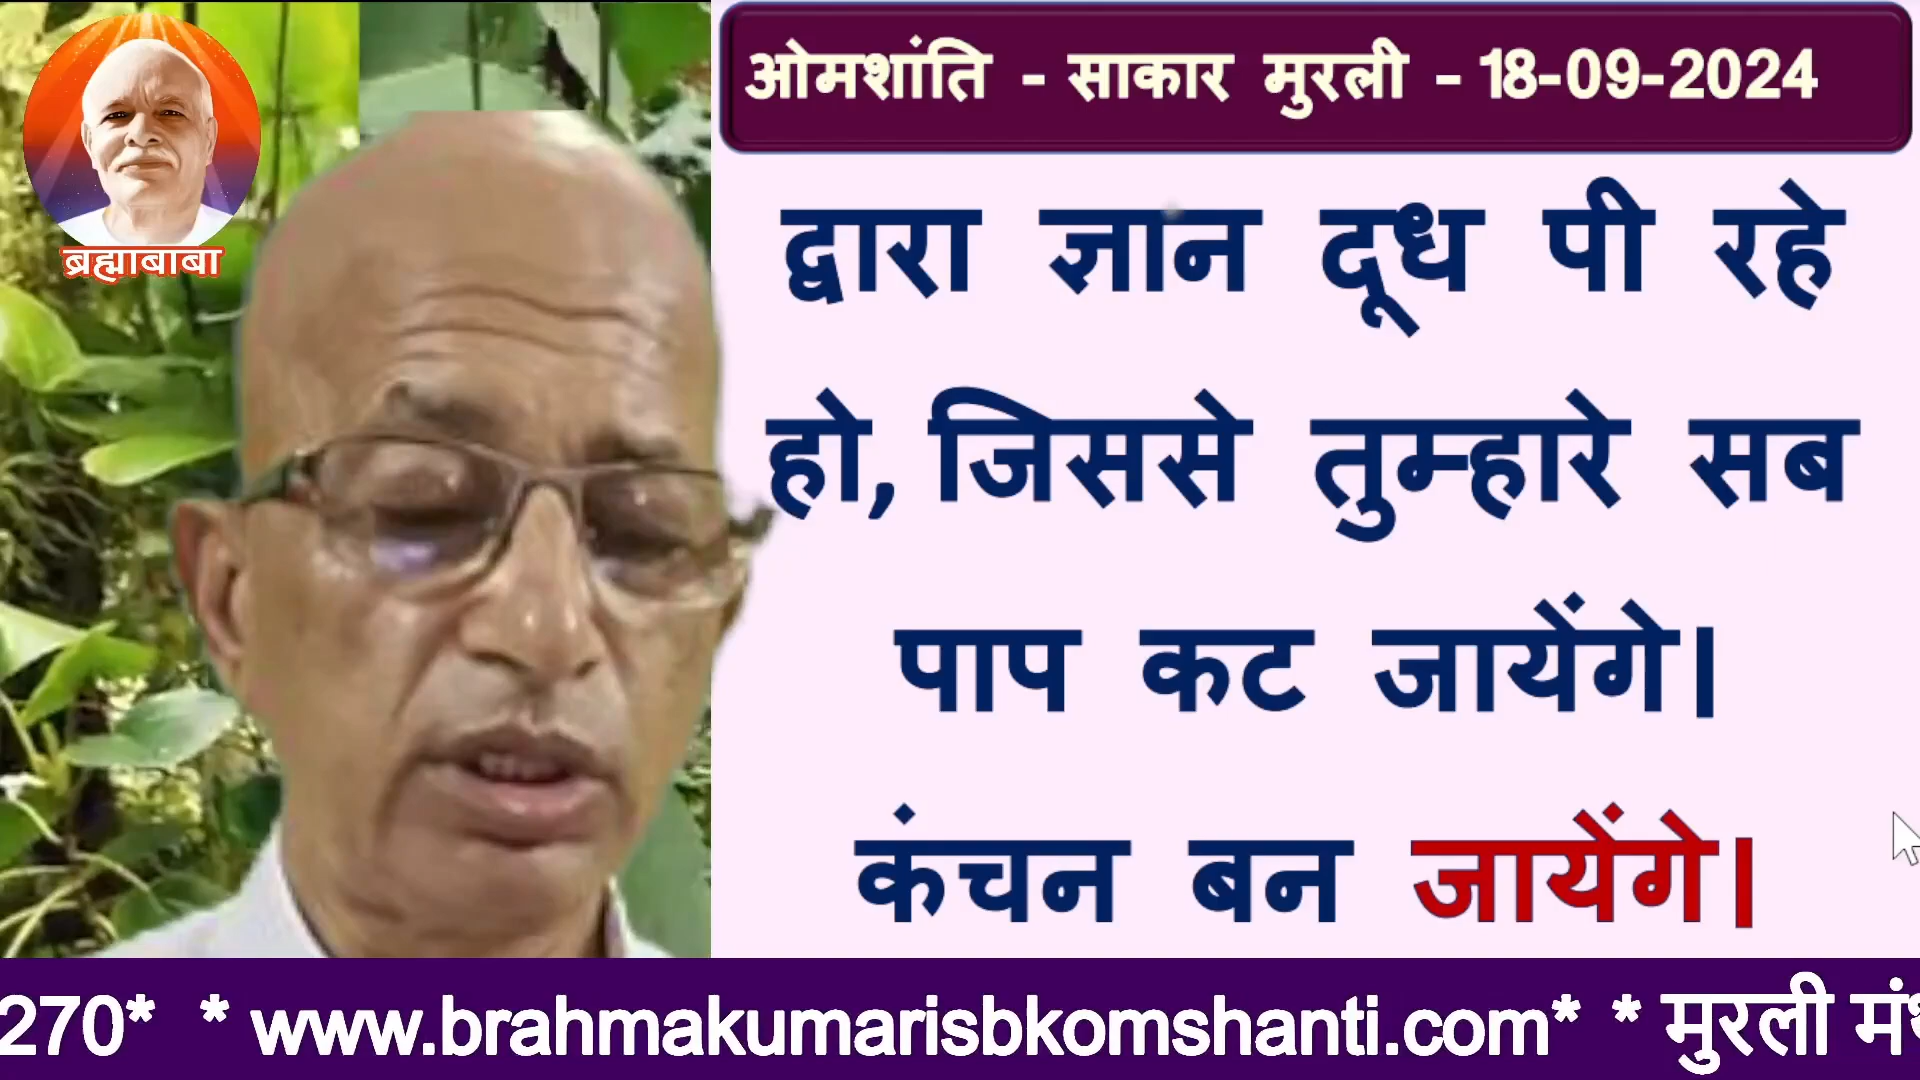 ब्रह्माबाबा
ओमशांति - साकार मुरली - 18-09-2024
द्वारा ज्ञान दूध पी रहे
हो, जिससे तुम्हारे सब
पाप कट जायेंगे।
कंचन बन जायेंगे।
270* * www.brahmakumarisbkomshanti.com* * मुरली